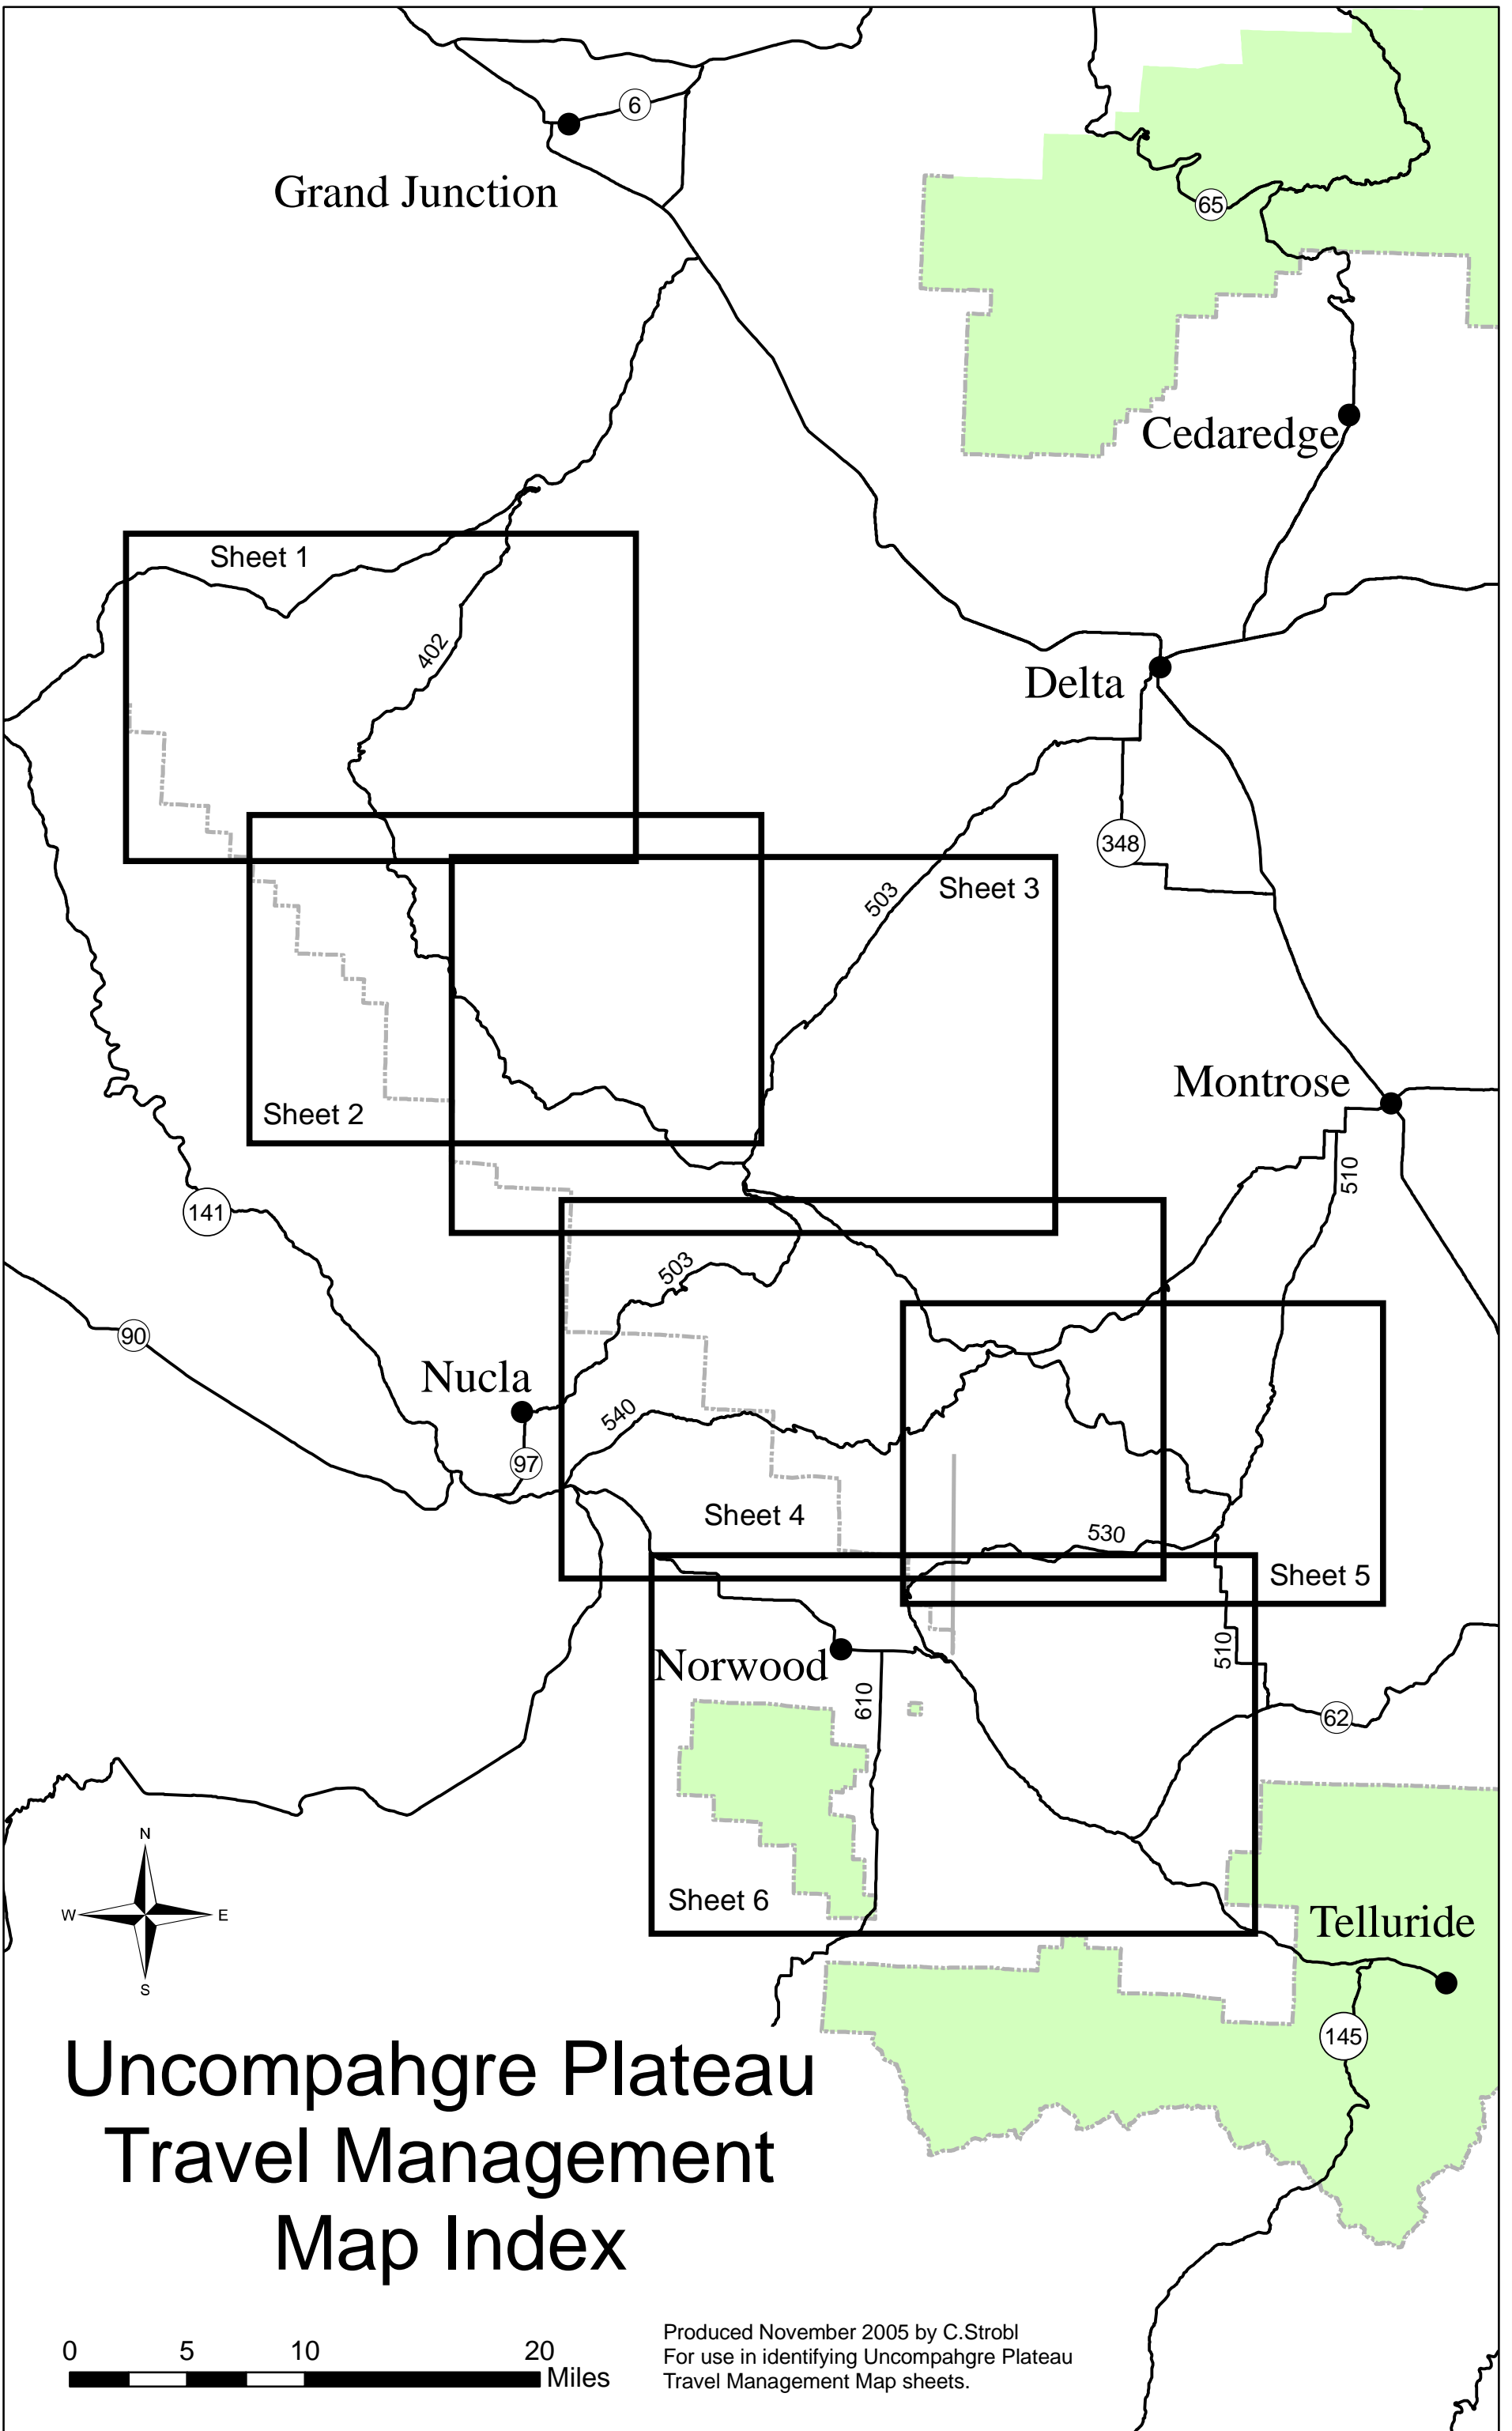 6
Grand Junction
65
Cedaredge
Sheet 1
402
Delta
348
503
Sheet 3
Montrose
Sheet 2
510
141
503
90
Nucla
540
97
Sheet 4
530
Sheet 5
Norwood
510
610
62
Sheet 6
N
W
E
S
Telluride
145
Uncompahgre Plateau
Travel Management
Map Index
0 5 10 20
Miles
Produced November 2005 by C.Strobl
For use in identifying Uncompahgre Plateau
Travel Management Map sheets.